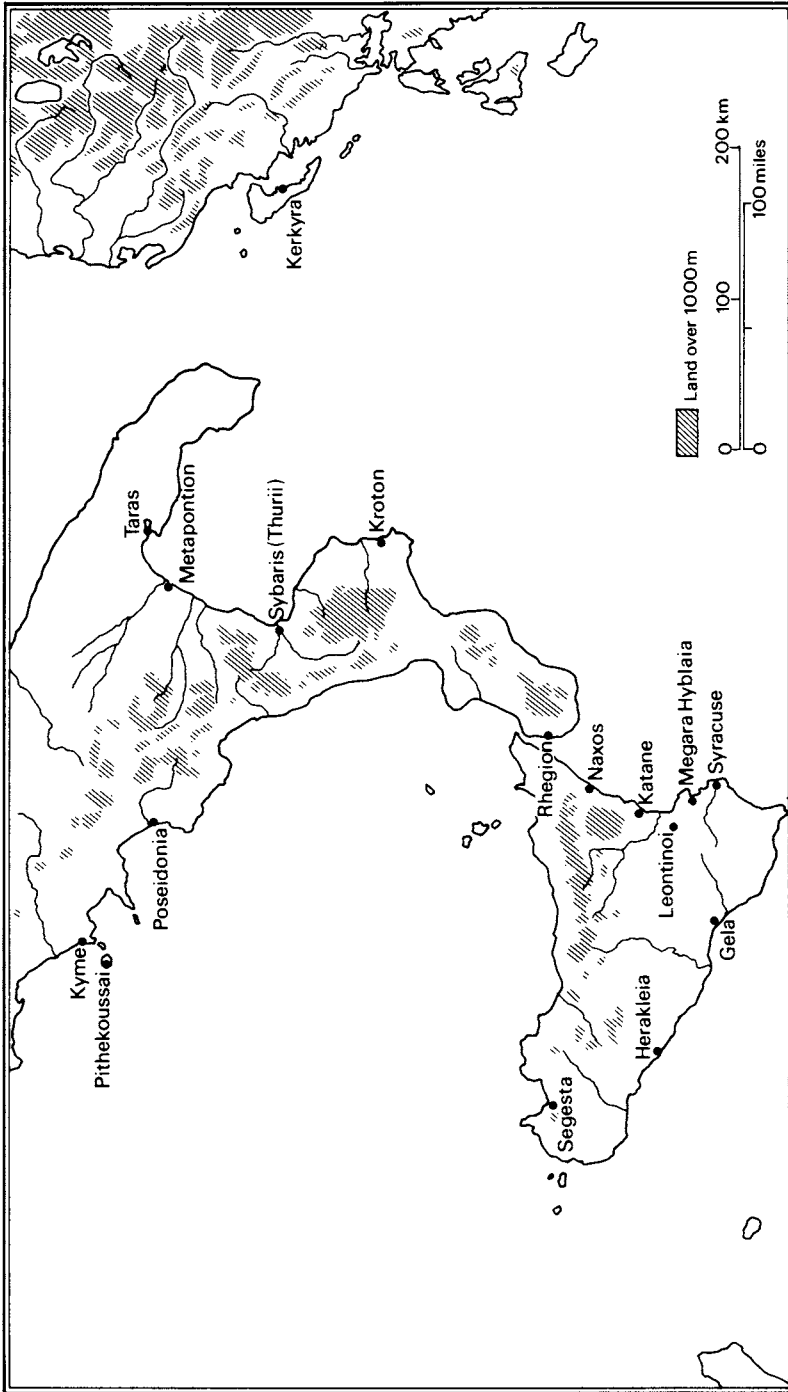 Kerkyra
Taras
Metapontion
Sybaris (Thurii)
Kroton
Kyme
Pithekoussai
Poseidonia
Rhegion
Naxos
Katane
Leontinoi
Megara Hyblaia
Syracuse
Gela
Herakleia
Segesta
Land over 1000m
0 100 200 km
0 100 miles